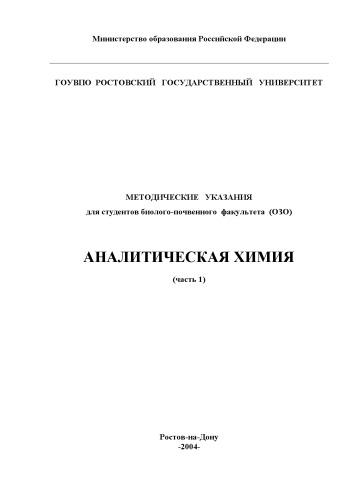 Министерство образования Российской Федерации
ГОУВПО РОСТОВСКИЙ ГОСУДАРСТВЕННЫЙ УНИВЕРСИТЕТ
МЕТОДИЧЕСКИЕ УКАЗАНИЯ
для студентов биолого-почвенного факультета (ОЗО)
АНАЛИТИЧЕСКАЯ ХИМИЯ
(часть 1)
Ростов-на-Дону
-2004-